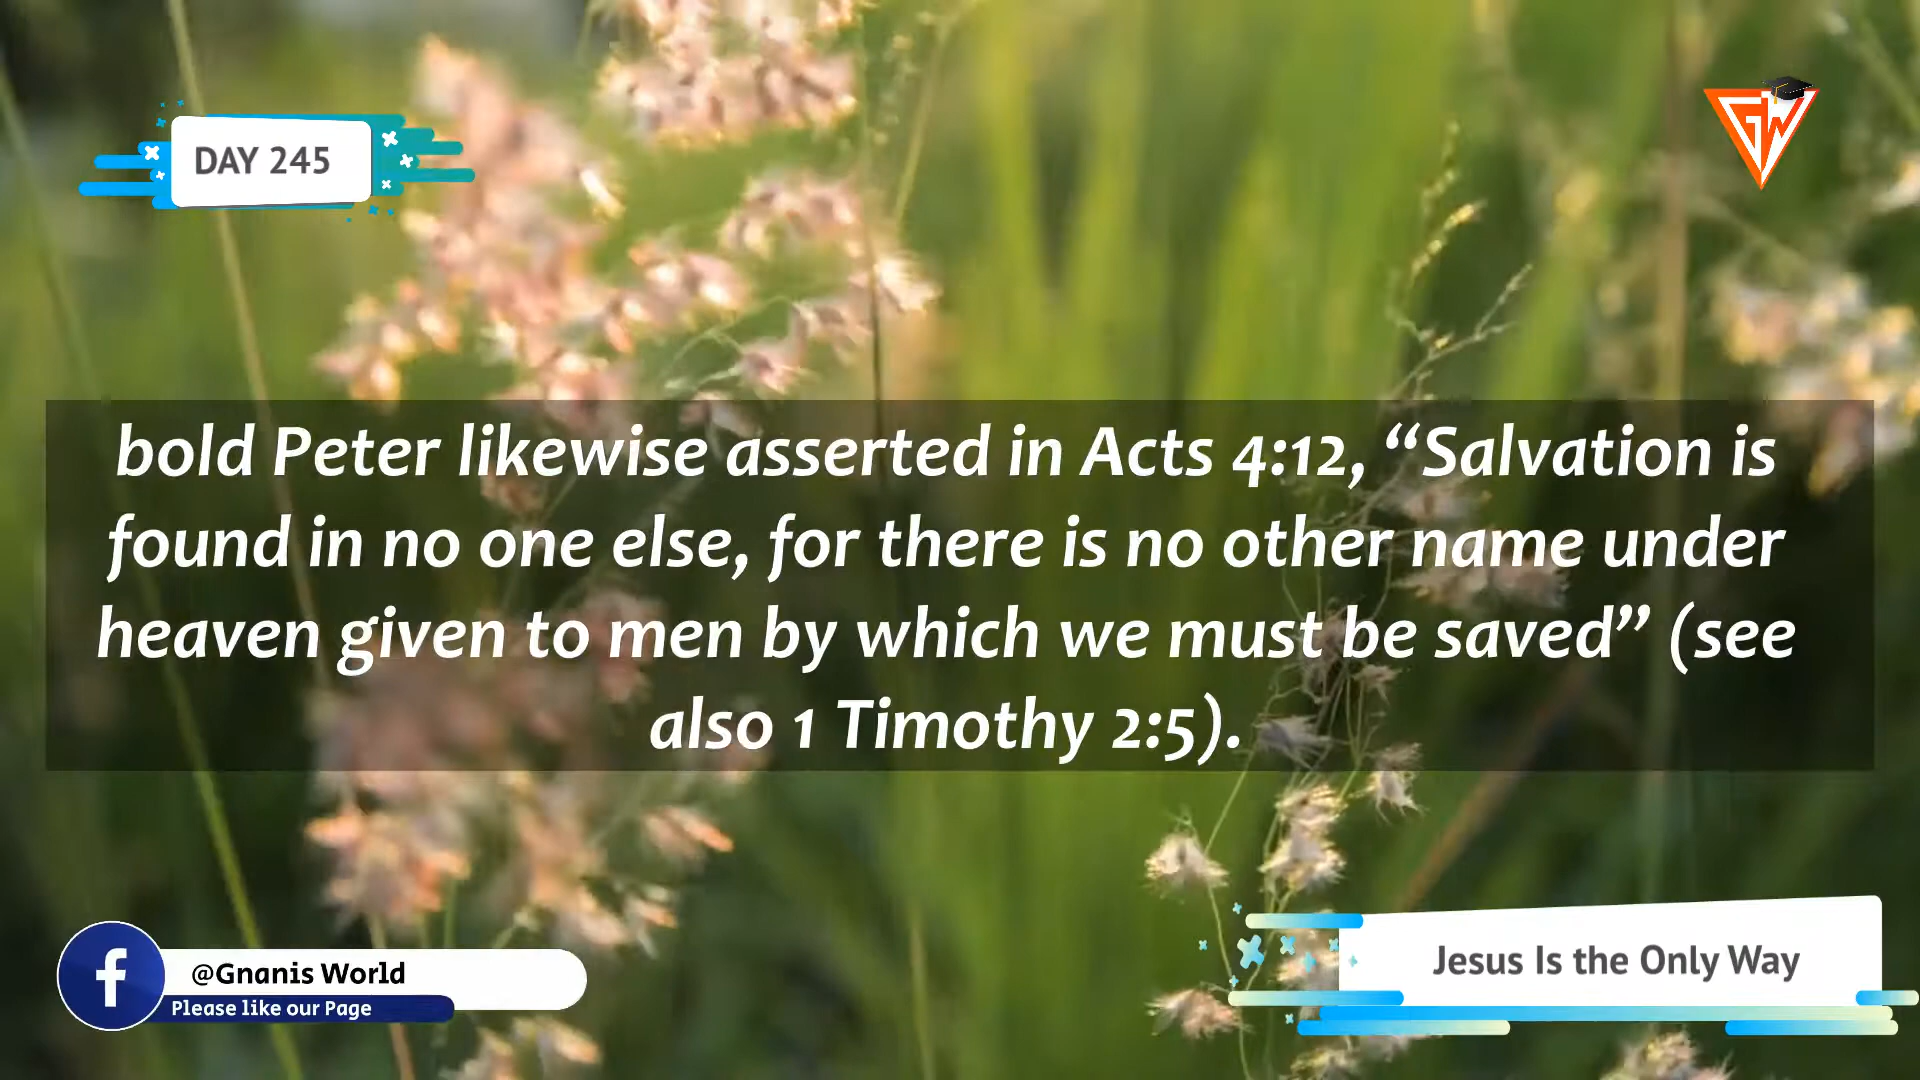 DAY 245
GW
bold Peter likewise asserted in Acts 4:12, “Salvation is
found in no one else, for there is no other name under
heaven given to men by which we must be saved” (see
also 1 Timothy 2:5).
@Gnanis World
Please like our Page
Jesus Is the Only Way